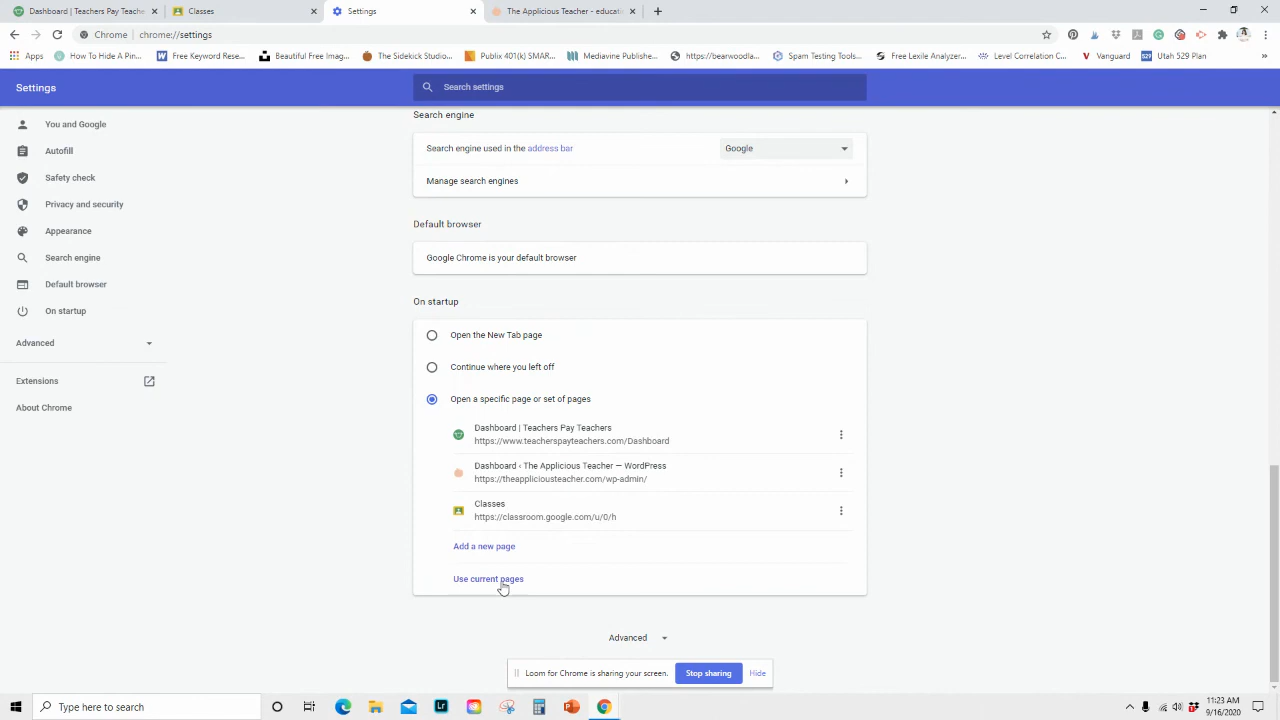 Dashboard | Teachers Pay Teache
Classes
Settings
The Applicious Teacher - educati
Chrome | chrome://settings
Apps
How To Hide A Pin...
Free Keyword Rese...
Beautiful Free Imag...
The Sidekick Studio...
Publix 401(k) SMAR...
Mediavine Publishe...
https://bearwoodla...
Spam Testing Tools...
Free Lexile Analyzer...
Level Correlation C...
Vanguard
Utah 529 Plan
»
Settings
Search settings
You and Google
Autofill
Safety check
Privacy and security
Appearance
Search engine
Default browser
On startup
Advanced
Extensions
About Chrome
Search engine
Search engine used in the address bar
Google
Manage search engines
Default browser
Google Chrome is your default browser
On startup
Open the New Tab page
Continue where you left off
Open a specific page or set of pages
Dashboard | Teachers Pay Teachers
https://www.teacherspayteachers.com/Dashboard
Dashboard ‹ The Applicious Teacher — WordPress
https://theappliciousteacher.com/wp-admin/
Classes
https://classroom.google.com/u/0/h
Add a new page
Use current pages
Advanced
Loom for Chrome is sharing your screen.
Stop sharing
Hide
Type here to search
11:23 AM
9/16/2020